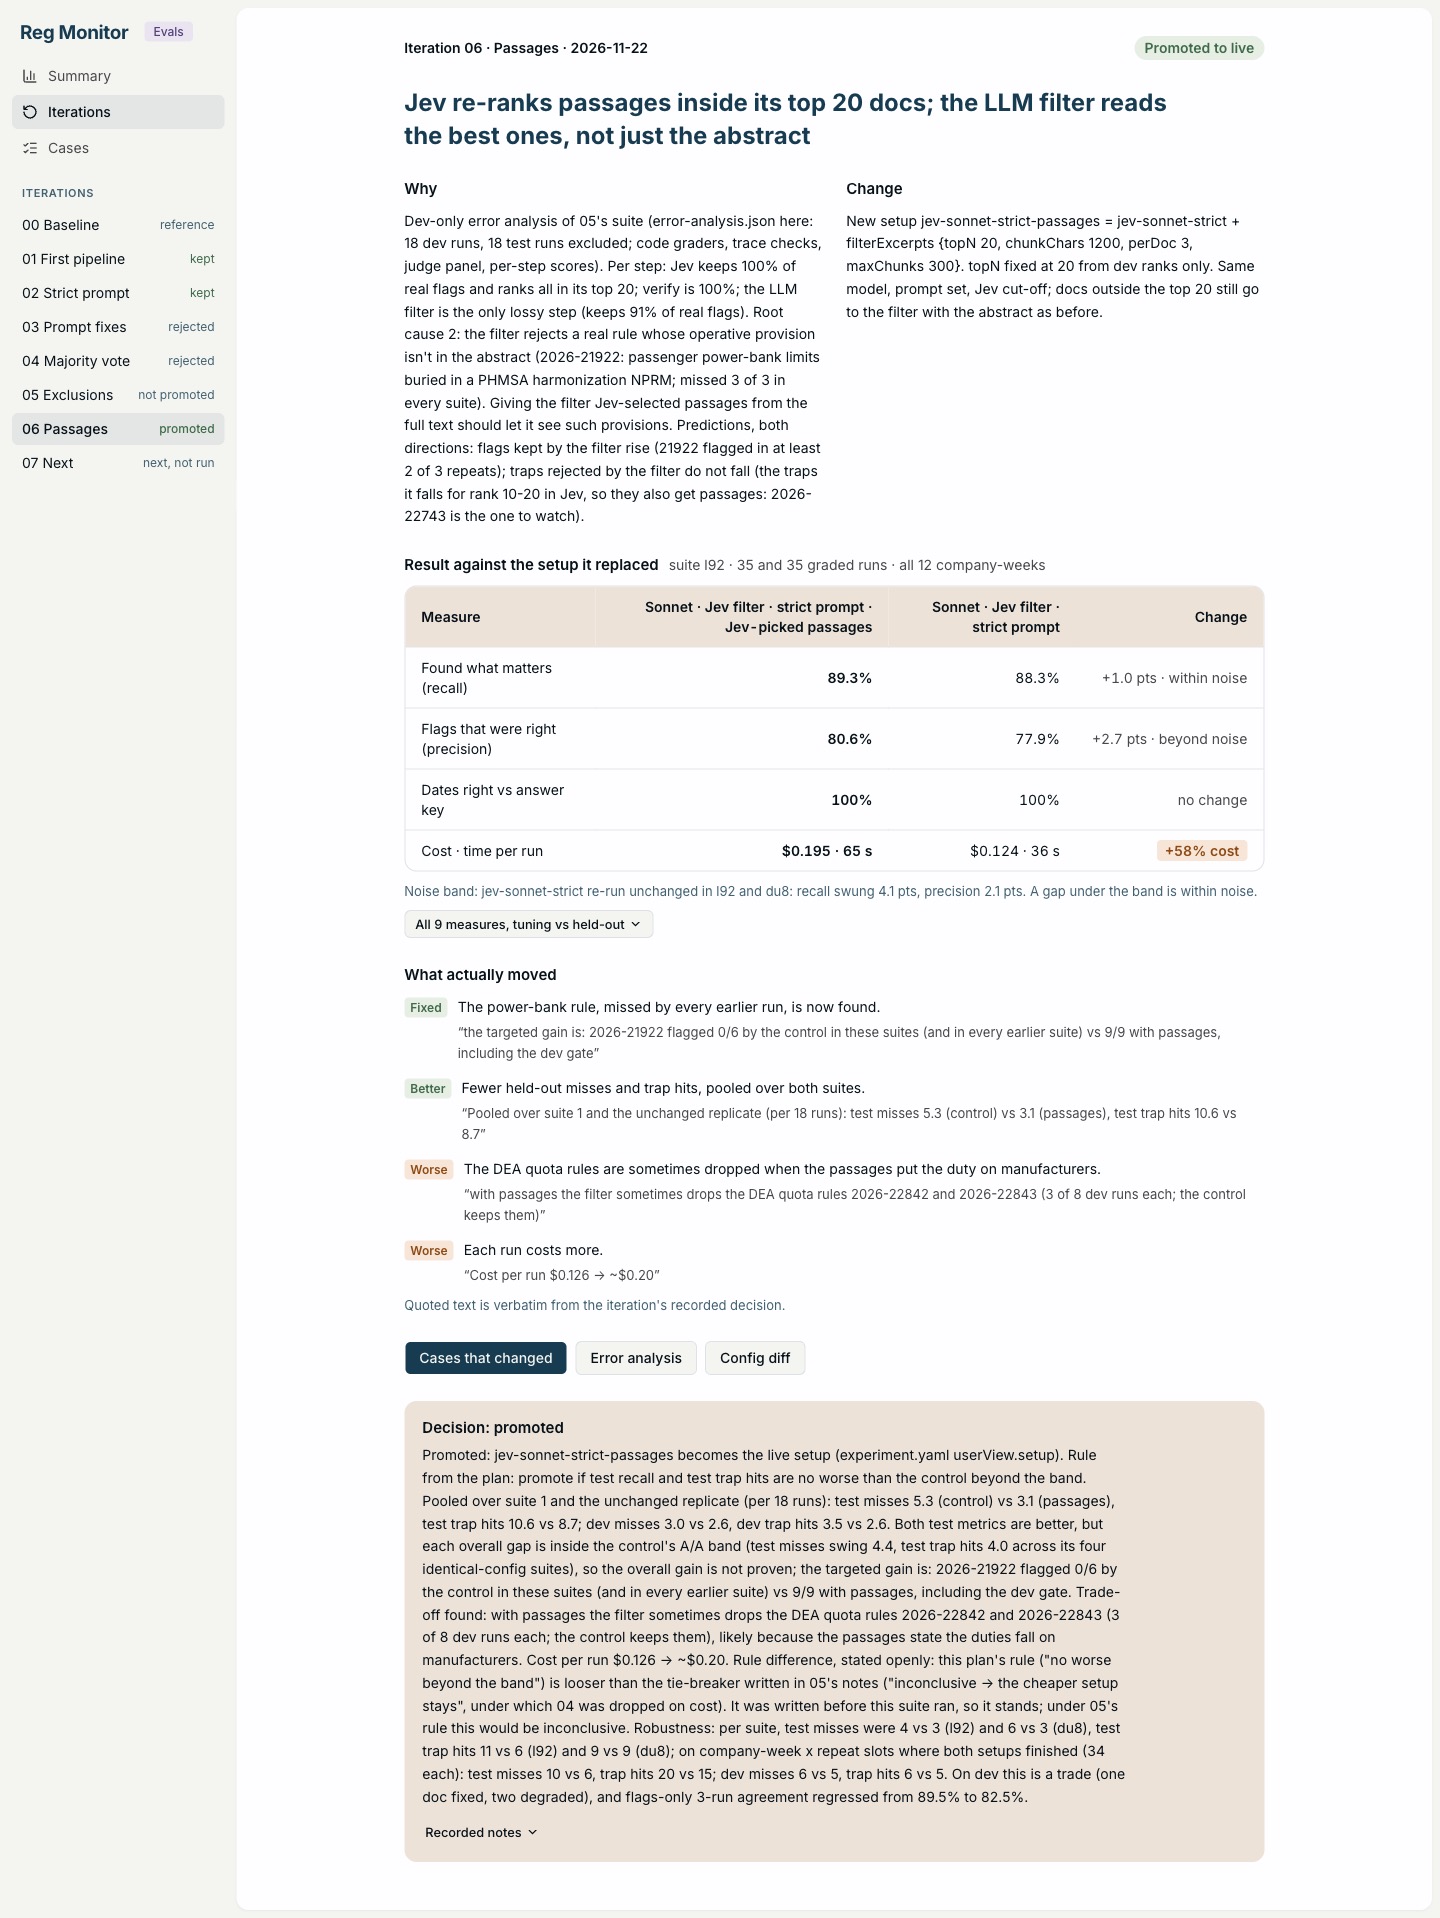 Reg Monitor Evals
Summary
Iterations
Cases
ITERATIONS
00 Baseline reference
01 First pipeline kept
02 Strict prompt kept
03 Prompt fixes rejected
04 Majority vote rejected
05 Exclusions not promoted
06 Passages promoted
07 Next next, not run
Iteration 06 · Passages · 2026-11-22
Promoted to live
Jev re-ranks passages inside its top 20 docs; the LLM filter reads
the best ones, not just the abstract
Why
Dev-only error analysis of 05's suite (error-analysis.json here:
18 dev runs, 18 test runs excluded; code graders, trace checks,
judge panel, per-step scores). Per step: Jev keeps 100% of
real flags and ranks all in its top 20; verify is 100%; the LLM
filter is the only lossy step (keeps 91% of real flags). Root
cause 2: the filter rejects a real rule whose operative provision
isn't in the abstract (2026-21922: passenger power-bank limits
buried in a PHMSA harmonization NPRM; missed 3 of 3 in
every suite). Giving the filter Jev-selected passages from the
full text should let it see such provisions. Predictions, both
directions: flags kept by the filter rise (21922 flagged in at least
2 of 3 repeats); traps rejected by the filter do not fall (the traps
it falls for rank 10-20 in Jev, so they also get passages: 2026-
22743 is the one to watch).
Change
New setup jev-sonnet-strict-passages = jev-sonnet-strict +
filterExcerpts {topN 20, chunkChars 1200, perDoc 3,
maxChunks 300}. topN fixed at 20 from dev ranks only. Same
model, prompt set, Jev cut-off; docs outside the top 20 still go
to the filter with the abstract as before.
Result against the setup it replaced suite l92 · 35 and 35 graded runs · all 12 company-weeks
Measure
Sonnet · Jev filter · strict prompt ·
Jev-picked passages
Sonnet · Jev filter ·
strict prompt
Change
Found what matters
(recall)
89.3%
88.3%
+1.0 pts · within noise
Flags that were right
(precision)
80.6%
77.9%
+2.7 pts · beyond noise
Dates right vs answer
key
100%
100%
no change
Cost · time per run
$0.195 · 65 s
$0.124 · 36 s
+58% cost
Noise band: jev-sonnet-strict re-run unchanged in l92 and du8: recall swung 4.1 pts, precision 2.1 pts. A gap under the band is within noise.
All 9 measures, tuning vs held-out
What actually moved
Fixed The power-bank rule, missed by every earlier run, is now found.
“the targeted gain is: 2026-21922 flagged 0/6 by the control in these suites (and in every earlier suite) vs 9/9 with passages,
including the dev gate”
Better Fewer held-out misses and trap hits, pooled over both suites.
“Pooled over suite 1 and the unchanged replicate (per 18 runs): test misses 5.3 (control) vs 3.1 (passages), test trap hits 10.6 vs
8.7”
Worse The DEA quota rules are sometimes dropped when the passages put the duty on manufacturers.
“with passages the filter sometimes drops the DEA quota rules 2026-22842 and 2026-22843 (3 of 8 dev runs each; the control
keeps them)”
Worse Each run costs more.
“Cost per run $0.126 → ~$0.20”
Quoted text is verbatim from the iteration's recorded decision.
Cases that changed Error analysis Config diff
Decision: promoted
Promoted: jev-sonnet-strict-passages becomes the live setup (experiment.yaml userView.setup). Rule
from the plan: promote if test recall and test trap hits are no worse than the control beyond the band.
Pooled over suite 1 and the unchanged replicate (per 18 runs): test misses 5.3 (control) vs 3.1 (passages),
test trap hits 10.6 vs 8.7; dev misses 3.0 vs 2.6, dev trap hits 3.5 vs 2.6. Both test metrics are better, but
each overall gap is inside the control's A/A band (test misses swing 4.4, test trap hits 4.0 across its four
identical-config suites), so the overall gain is not proven; the targeted gain is: 2026-21922 flagged 0/6 by
the control in these suites (and in every earlier suite) vs 9/9 with passages, including the dev gate. Trade-
off found: with passages the filter sometimes drops the DEA quota rules 2026-22842 and 2026-22843 (3
of 8 dev runs each; the control keeps them), likely because the passages state the duties fall on
manufacturers. Cost per run $0.126 → ~$0.20. Rule difference, stated openly: this plan's rule ("no worse
beyond the band") is looser than the tie-breaker written in 05's notes ("inconclusive → the cheaper setup
stays", under which 04 was dropped on cost). It was written before this suite ran, so it stands; under 05's
rule this would be inconclusive. Robustness: per suite, test misses were 4 vs 3 (l92) and 6 vs 3 (du8), test
trap hits 11 vs 6 (l92) and 9 vs 9 (du8); on company-week x repeat slots where both setups finished (34
each): test misses 10 vs 6, trap hits 20 vs 15; dev misses 6 vs 5, trap hits 6 vs 5. On dev this is a trade (one
doc fixed, two degraded), and flags-only 3-run agreement regressed from 89.5% to 82.5%.
Recorded notes